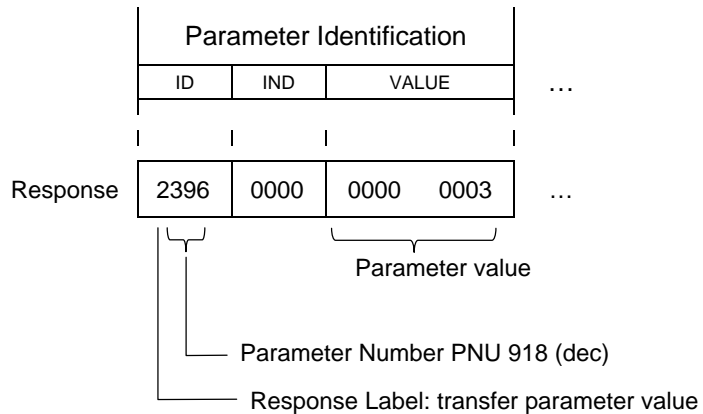 Parameter Identification
ID IND VALUE …
Response 2396 0000 0000 0003 …
Parameter value
Parameter Number PNU 918 (dec)
Response Label: transfer parameter value